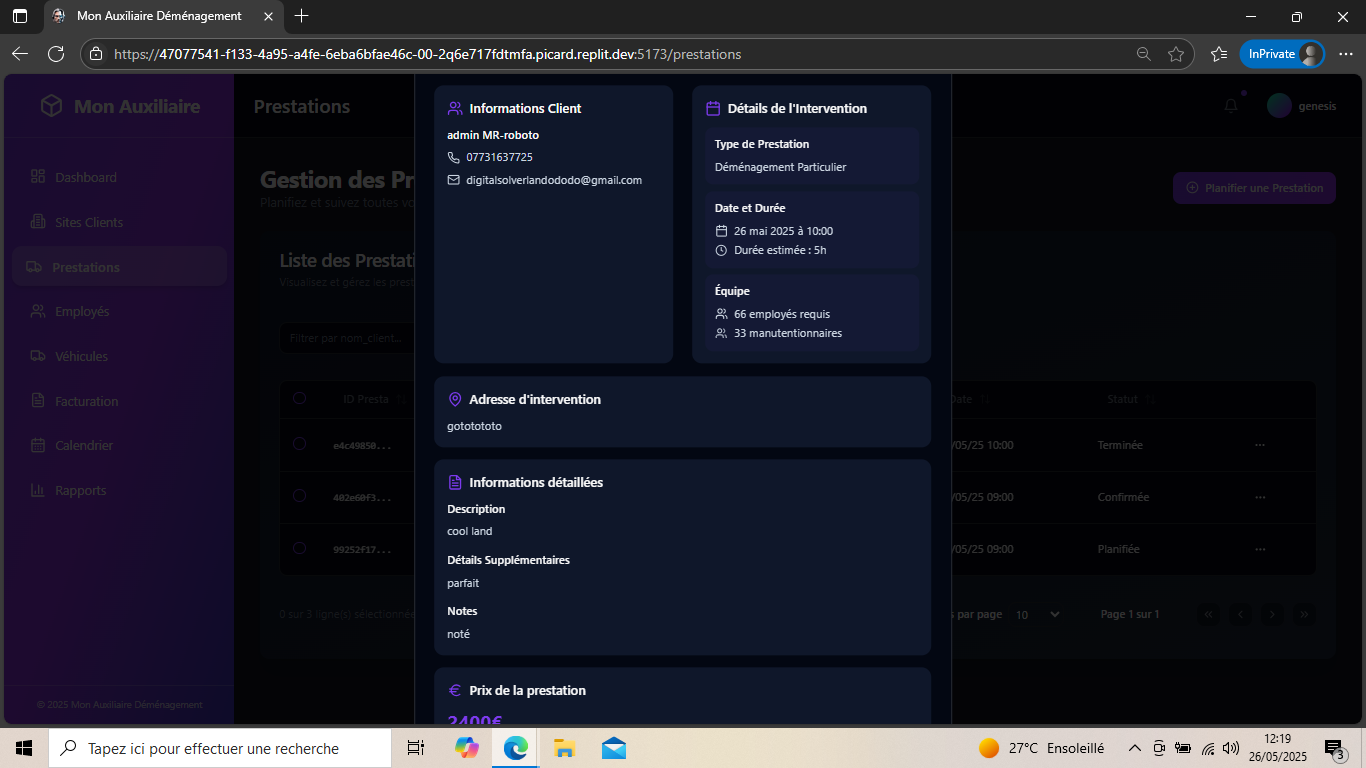 Mon Auxiliaire Déménagement
https://47077541-f133-4a95-a4fe-6eba6bfae46c-00-2q6e717fdtmfa.picard.replit.dev:5173/prestations
InPrivate
Mon Auxiliaire
Prestations
genesis
Dashboard
Sites Clients
Prestations
Employés
Véhicules
Facturation
Calendrier
Rapports
© 2025 Mon Auxiliaire Déménagement
Gestion des Pr
Planifiez et suivez toutes vo
Planifier une Prestation
Liste des Prestati
Visualisez et gérez les prest
Filtrer par nom_client...
ID Presta
Date
Statut
e4c49850...
/05/25 10:00
Terminée
402e60f3...
/05/25 09:00
Confirmée
99252f17...
/05/25 09:00
Planifiée
0 sur 3 ligne(s) sélectionnée
s par page
10
Page 1 sur 1
Informations Client
admin MR-roboto
07731637725
digitalsolverlandododo@gmail.com
Détails de l'Intervention
Type de Prestation
Déménagement Particulier
Date et Durée
26 mai 2025 à 10:00
Durée estimée : 5h
Équipe
66 employés requis
33 manutentionnaires
Adresse d'intervention
gototototo
Informations détaillées
Description
cool land
Détails Supplémentaires
parfait
Notes
noté
Prix de la prestation
2400€
Tapez ici pour effectuer une recherche
27°C Ensoleillé
12:19
26/05/2025
3